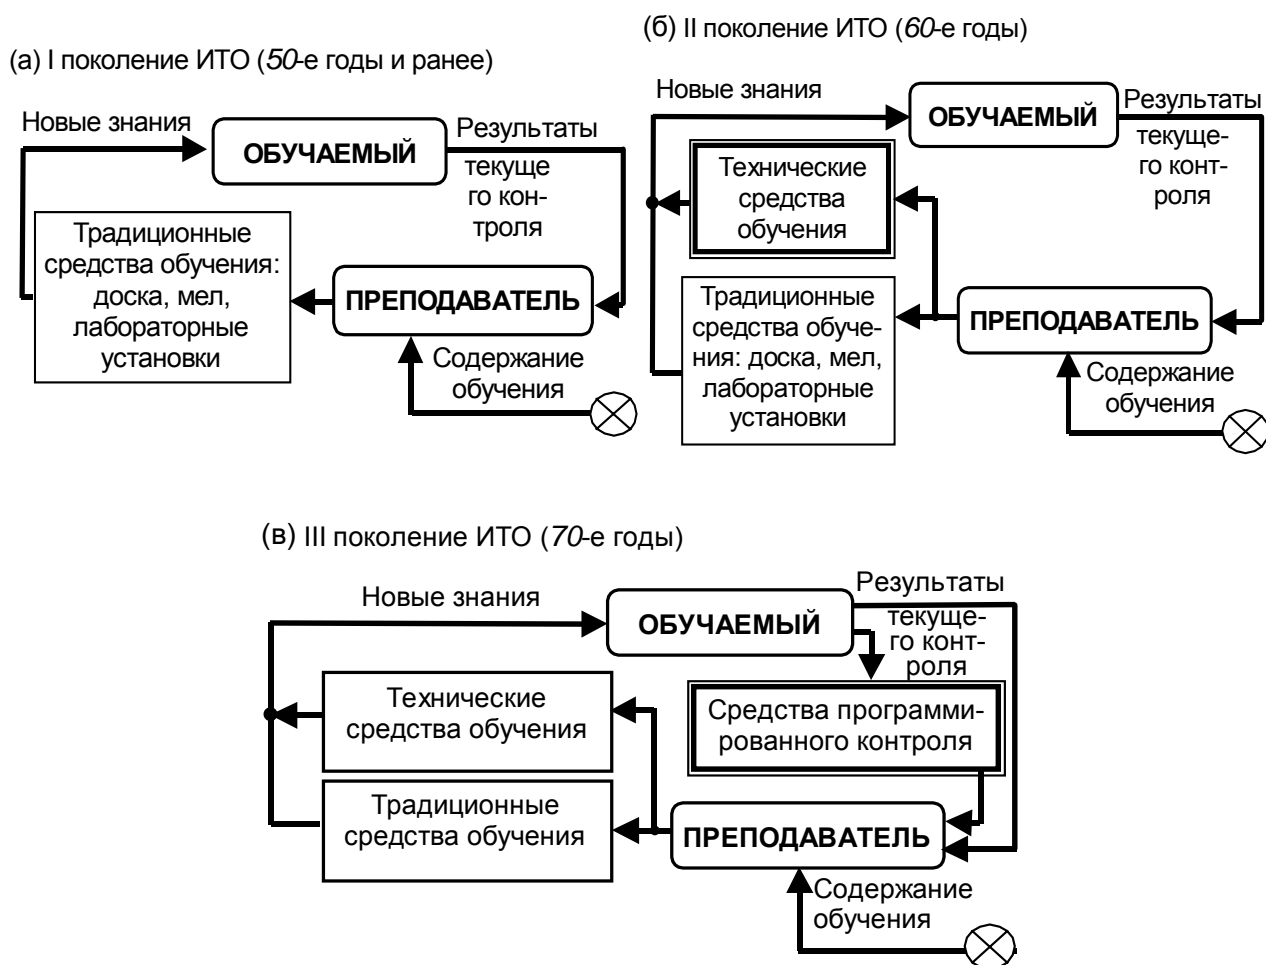 (а) I поколение ИТО (50-е годы и ранее)
Новые знания
ОБУЧАЕМЫЙ
Результаты
текуще
го кон-
троля
Традиционные
средства обучения:
доска, мел,
лабораторные
установки
ПРЕПОДАВАТЕЛЬ
Содержание
обучения
(б) II поколение ИТО (60-е годы)
Новые знания
ОБУЧАЕМЫЙ
Результаты
текуще-
го конт-
роля
Технические
средства
обучения
Традиционные
средства обуче-
ния: доска, мел,
лабораторные
установки
ПРЕПОДАВАТЕЛЬ
Содержание
обучения
(в) III поколение ИТО (70-е годы)
Новые знания
ОБУЧАЕМЫЙ
Результаты
текуще-
го конт-
роля
Технические
средства обучения
Средства программи-
рованного контроля
Традиционные
средства обучения
ПРЕПОДАВАТЕЛЬ
Содержание
обучения